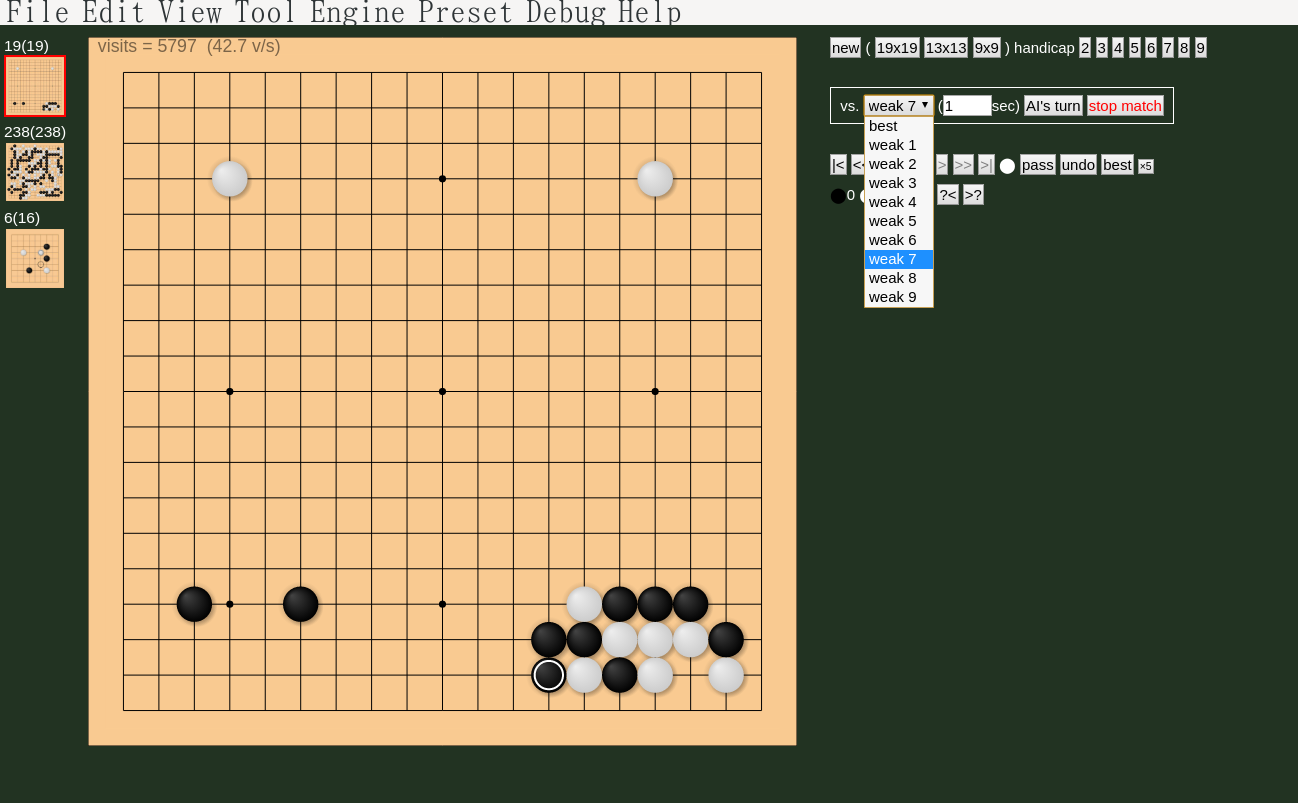 File Edit View Tool Engine Preset Debug Help
19(19)
visits = 5797 (42.7 v/s)
new ( 19x19 13x13 9x9 ) handicap 2 3 4 5 6 7 8 9
vs. weak 7 ▼ (1 sec) AI's turn stop match
best
weak 1
238(238)
|< <‹ > >> >| pass undo best ×5
weak 2
weak 3
0 ?< >?
weak 4
6(16)
weak 5
weak 6
weak 7
weak 8
weak 9